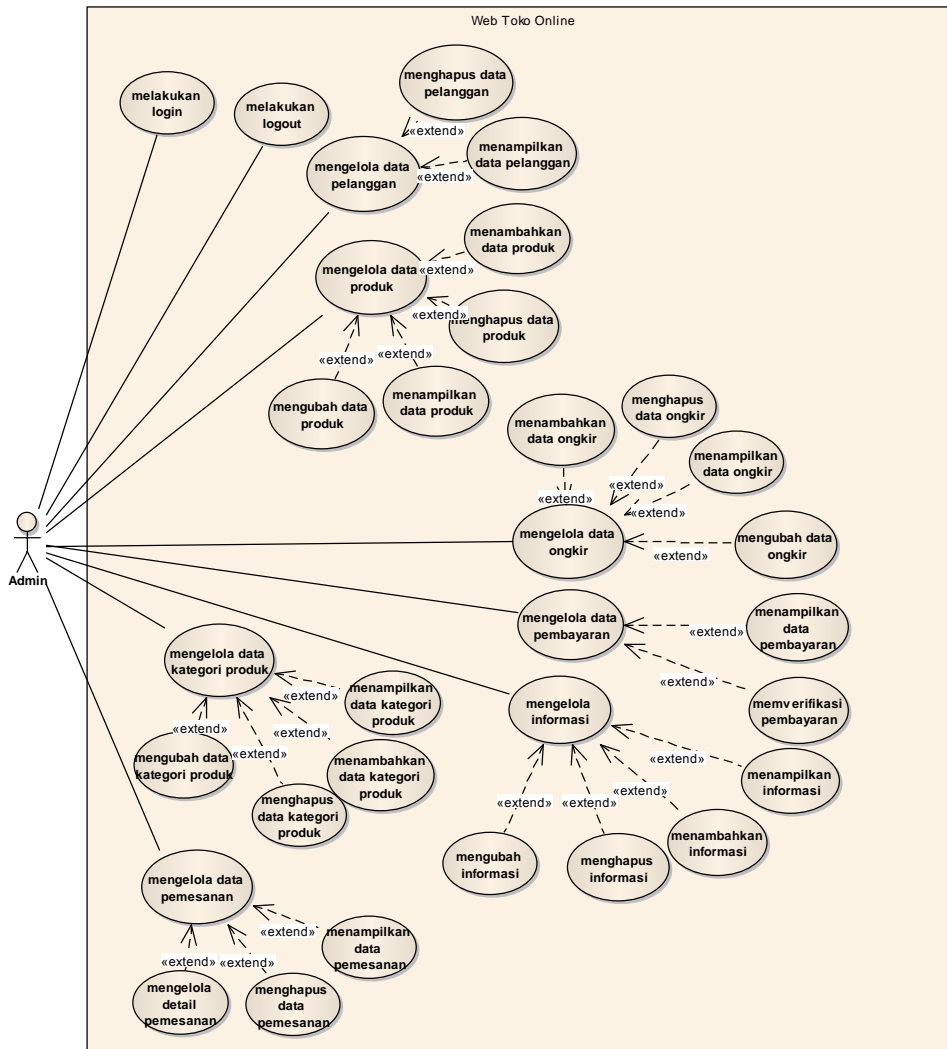 Web Toko Online
menghapus data
pelanggan
melakukan
login
melakukan
logout
«extend»
menampilkan
data pelanggan
mengelola data
pelanggan
«extend»
menambahkan
data produk
mengelola data
produk
«extend»
«extend»
menghapus data
produk
«extend»
«extend»
mengubah data
produk
menampilkan
data produk
menghapus
data ongkir
menambahkan
data ongkir
menampilkan
data ongkir
«extend»
«extend»
«extend»
mengelola data
ongkir
mengubah data
ongkir
«extend»
Admin
mengelola data
pembayaran
menampilkan
data
pembayaran
«extend»
mengelola data
kategori produk
«extend»
memverifikasi
pembayaran
mengelola
informasi
menampilkan
data kategori
produk
«extend»
«extend»
«extend»
«extend»
mengubah data
kategori produk
menambahkan
data kategori
produk
menghapus
data kategori
produk
«extend»
menampilkan
informasi
«extend»
«extend»
«extend»
menambahkan
informasi
mengubah
informasi
menghapus
informasi
mengelola data
pemesanan
«extend»
menampilkan
data
pemesanan
«extend»
«extend»
mengelola
detail
pemesanan
menghapus
data
pemesanan